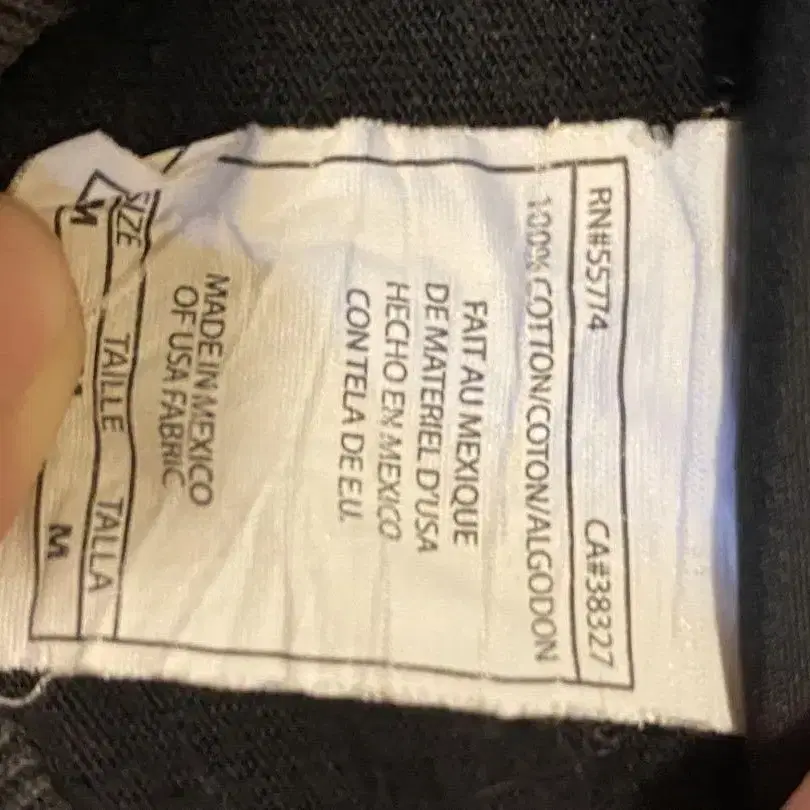 RN#55774 CA#38327
100% COTTON/COTON/ALGODON
FAIT AU MEXIQUE
DE MATERIEL D'USA
HECHO EN MEXICO
CON TELA DE E.U.
MADE IN MEXICO
OF USA FABRIC
SIZE TAILLE TALLA
M M